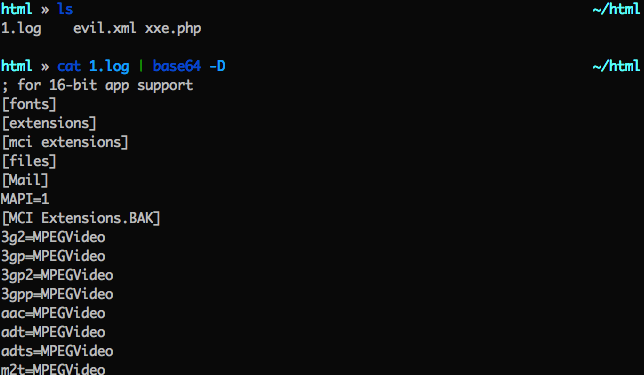 html » ls ~/html
1.log evil.xml xxe.php
html » cat 1.log | base64 -D ~/html
; for 16-bit app support
[fonts]
[extensions]
[mci extensions]
[files]
[Mail]
MAPI=1
[MCI Extensions.BAK]
3g2=MPEGVideo
3gp=MPEGVideo
3gp2=MPEGVideo
3gpp=MPEGVideo
aac=MPEGVideo
adt=MPEGVideo
adts=MPEGVideo
m2t=MPEGVideo